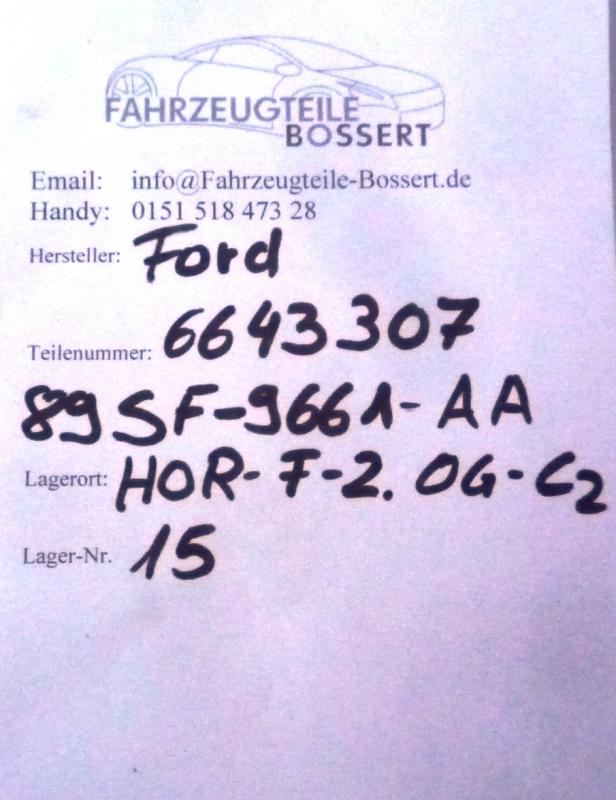 FAHRZEUGTEILE
BOSSERT
Email: info@Fahrzeugteile-Bossert.de
Handy: 0151 518 473 28
Hersteller: Ford
Teilenummer: 6643307
89SF-9661-AA
Lagerort: HOR-F-2.OG-C2
Lager-Nr. 15